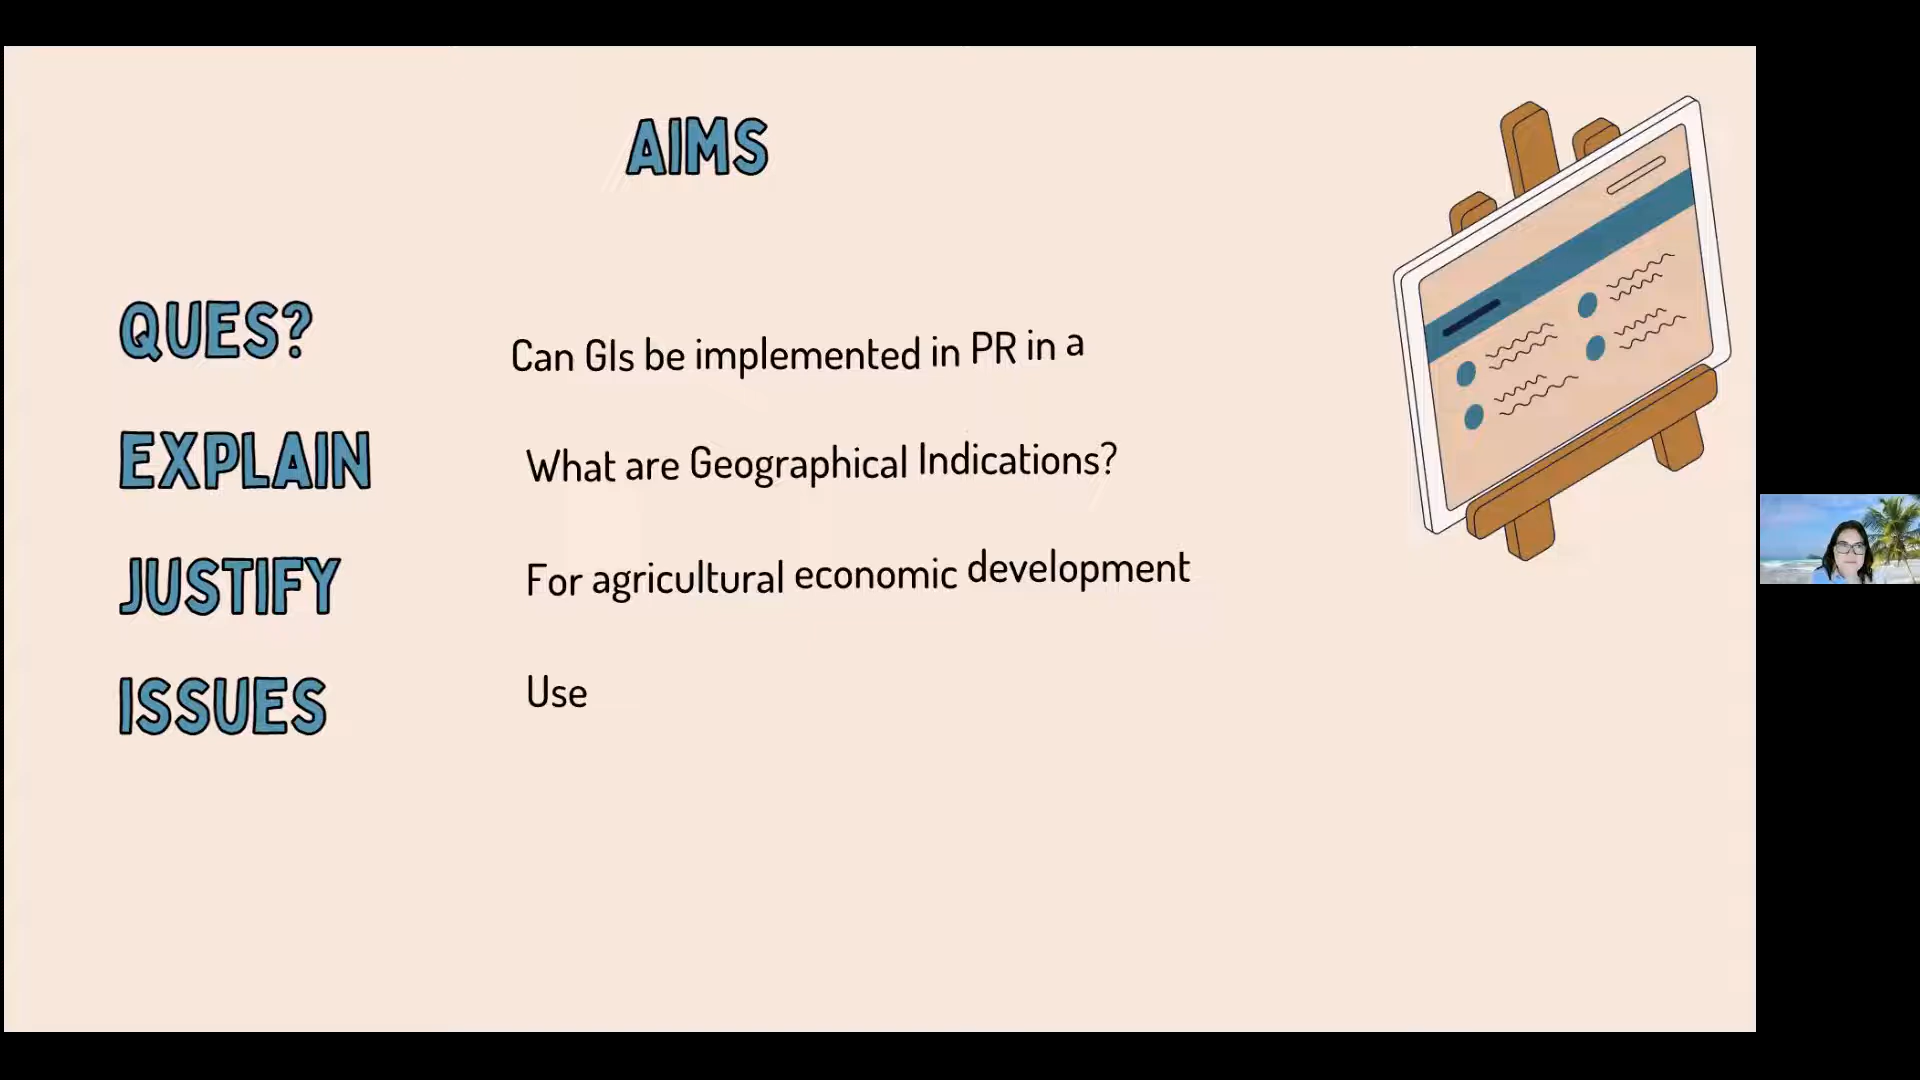 AIMS
QUES?
Can GIs be implemented in PR in a
EXPLAIN
What are Geographical Indications?
JUSTIFY
For agricultural economic development
ISSUES
Use